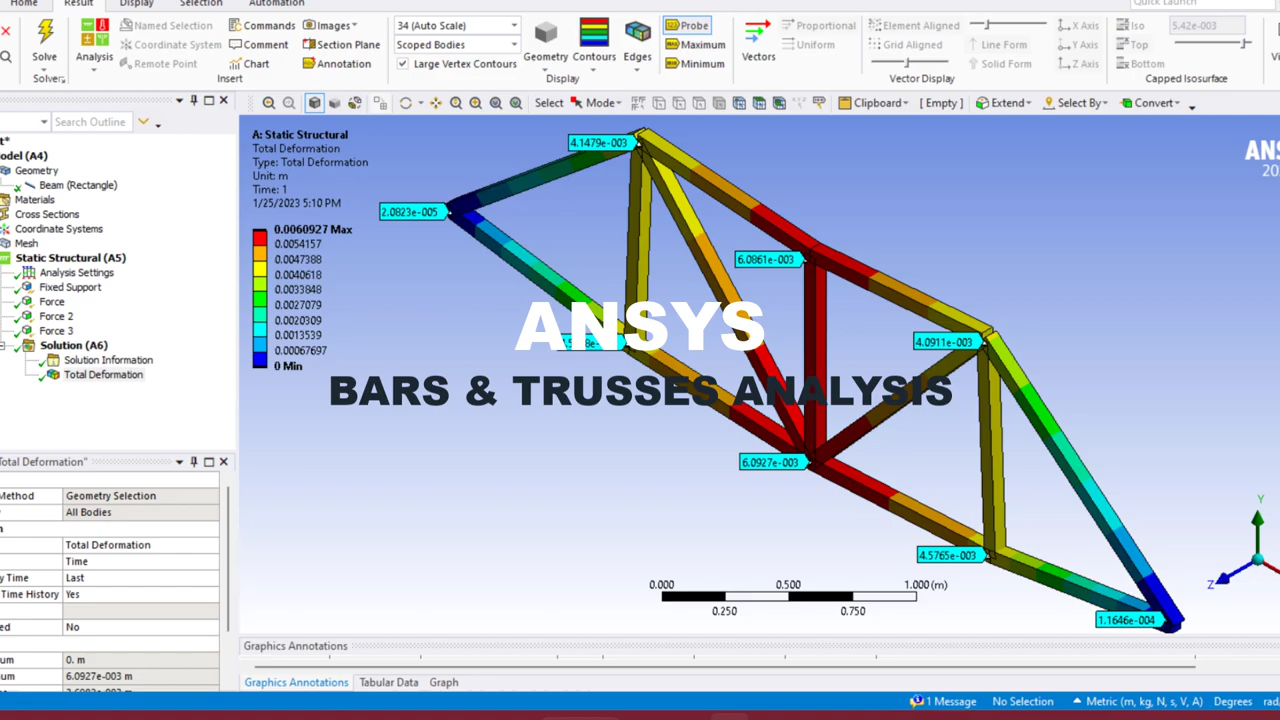 Home Result Display Selection Automation Quick Launch
Solve
Solver
Analysis
Named Selection
Coordinate System
Remote Point
Commands
Comment
Chart
Images
Section Plane
Annotation
Insert
34 (Auto Scale)
Scoped Bodies
Large Vertex Contours
Geometry
Contours
Edges
Display
Probe
Maximum
Minimum
Vectors
Proportional
Uniform
Element Aligned
Grid Aligned
Line Form
Solid Form
X Axis
Y Axis
Z Axis
Vector Display
Iso
Top
Bottom
5.42e-003
Capped Isosurface
Search Outline
Select Mode Clipboard [ Empty ] Extend Select By Convert
Geometry
Beam (Rectangle)
Materials
Cross Sections
Coordinate Systems
Mesh
Static Structural (A5)
Analysis Settings
Fixed Support
Force
Force 2
Force 3
Solution (A6)
Solution Information
Total Deformation
A: Static Structural
Total Deformation
Type: Total Deformation
Unit: m
Time: 1
1/25/2023 5:10 PM
0.0060927 Max
0.0054157
0.0047388
0.0040618
0.0033848
0.0027079
0.0020309
0.0013539
0.00067697
0 Min
4.1479e-003
2.0823e-005
6.0861e-003
4.0911e-003
6.0927e-003
4.5765e-003
1.1646e-004
ANSYS
BARS & TRUSSES ANALYSIS
0.000 0.500 1.000 (m)
0.250 0.750
Y
Z
Total Deformation"
Method Geometry Selection
All Bodies
Total Deformation
Time
Last
Time History Yes
No
0. m
6.0927e-003 m
Graphics Annotations
Graphics Annotations Tabular Data Graph
1 Message No Selection Metric (m, kg, N, s, V, A) Degrees